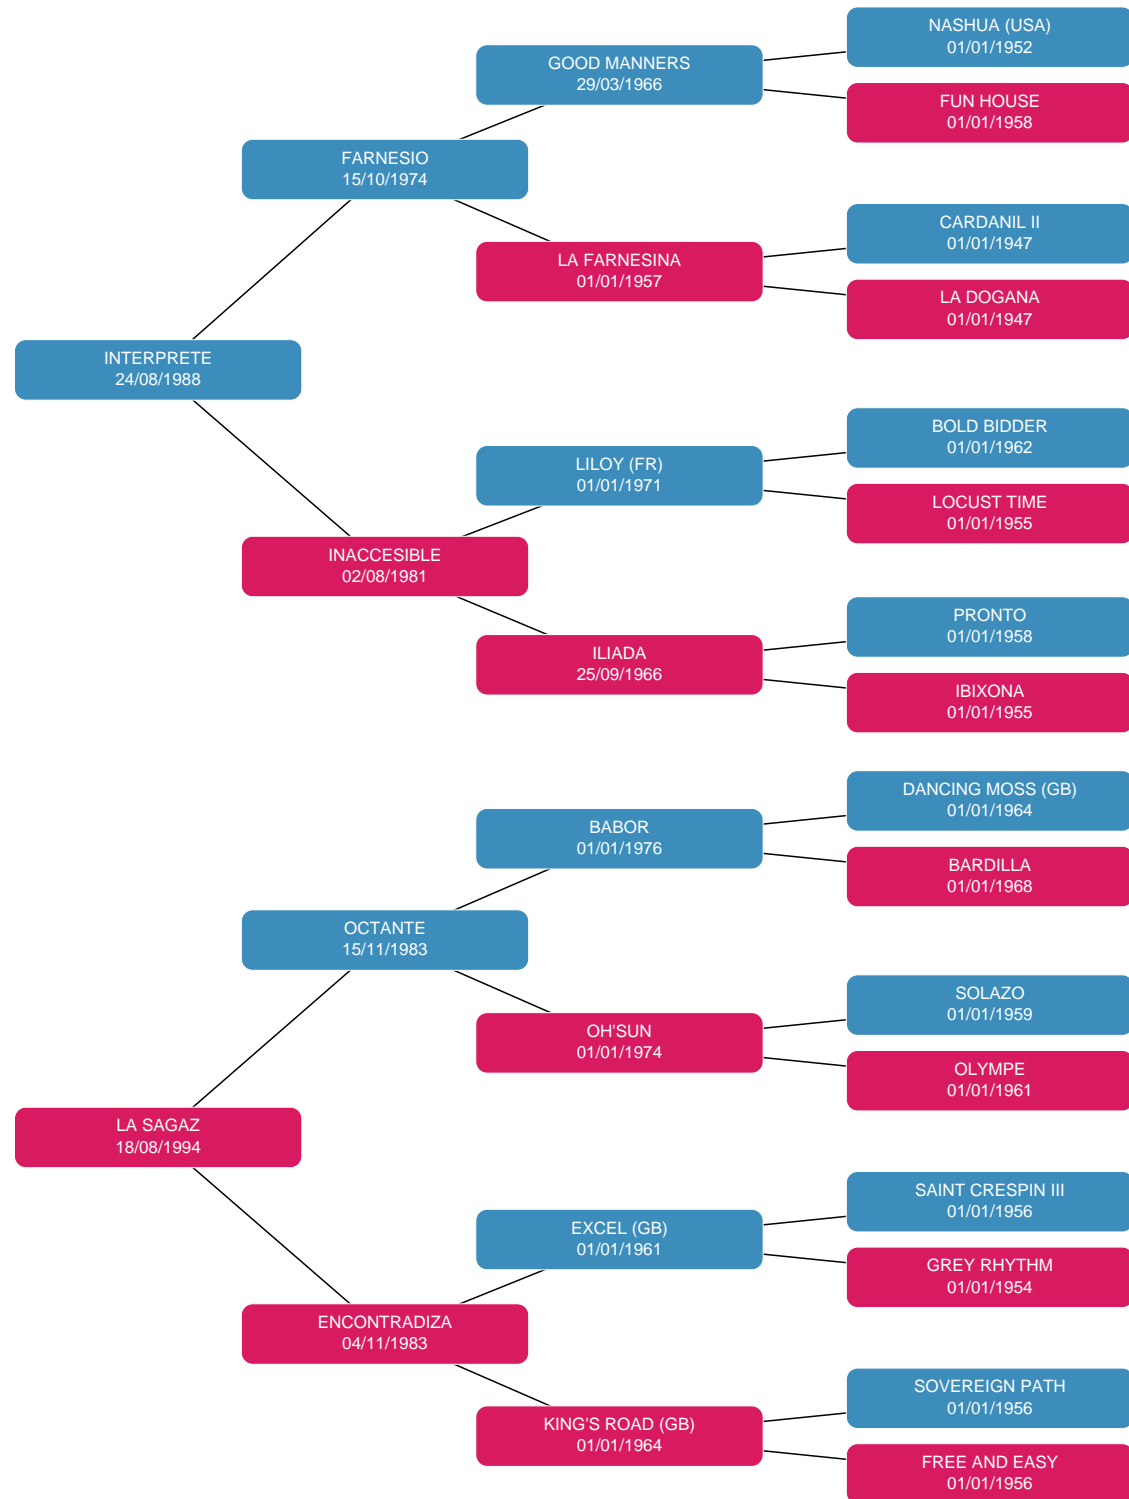 NASHUA (USA)
01/01/1952
GOOD MANNERS
29/03/1966
FUN HOUSE
01/01/1958
FARNESIO
15/10/1974
CARDANIL II
01/01/1947
LA FARNESINA
01/01/1957
LA DOGANA
01/01/1947
INTERPRETE
24/08/1988
BOLD BIDDER
01/01/1962
LILOY (FR)
01/01/1971
LOCUST TIME
01/01/1955
INACCESIBLE
02/08/1981
PRONTO
01/01/1958
ILIADA
25/09/1966
IBIXONA
01/01/1955
DANCING MOSS (GB)
01/01/1964
BABOR
01/01/1976
BARDILLA
01/01/1968
OCTANTE
15/11/1983
SOLAZO
01/01/1959
OH'SUN
01/01/1974
OLYMPE
01/01/1961
LA SAGAZ
18/08/1994
SAINT CRESPIN III
01/01/1956
EXCEL (GB)
01/01/1961
GREY RHYTHM
01/01/1954
ENCONTRADIZA
04/11/1983
SOVEREIGN PATH
01/01/1956
KING'S ROAD (GB)
01/01/1964
FREE AND EASY
01/01/1956